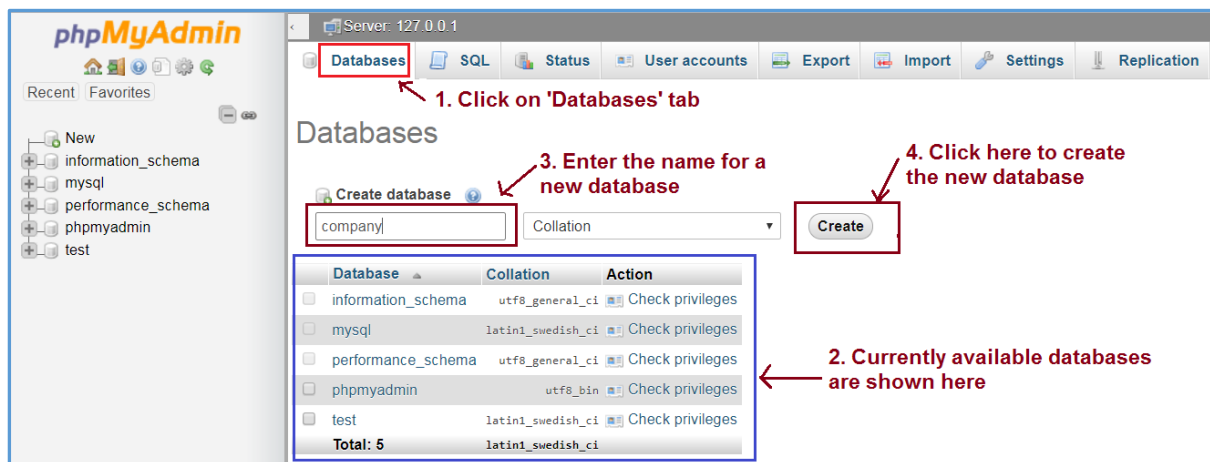 phpMyAdmin
Recent Favorites
New
information_schema
mysql
performance_schema
phpmyadmin
test
Server: 127.0.0.1
Databases SQL Status User accounts Export Import Settings Replication
1. Click on 'Databases' tab
Databases
3. Enter the name for a
new database
4. Click here to create
the new database
Create database
company Collation Create
Database Collation Action
information_schema utf8_general_ci Check privileges
mysql latin1_swedish_ci Check privileges
performance_schema utf8_general_ci Check privileges
phpmyadmin utf8_bin Check privileges
test latin1_swedish_ci Check privileges
Total: 5 latin1_swedish_ci
2. Currently available databases
are shown here